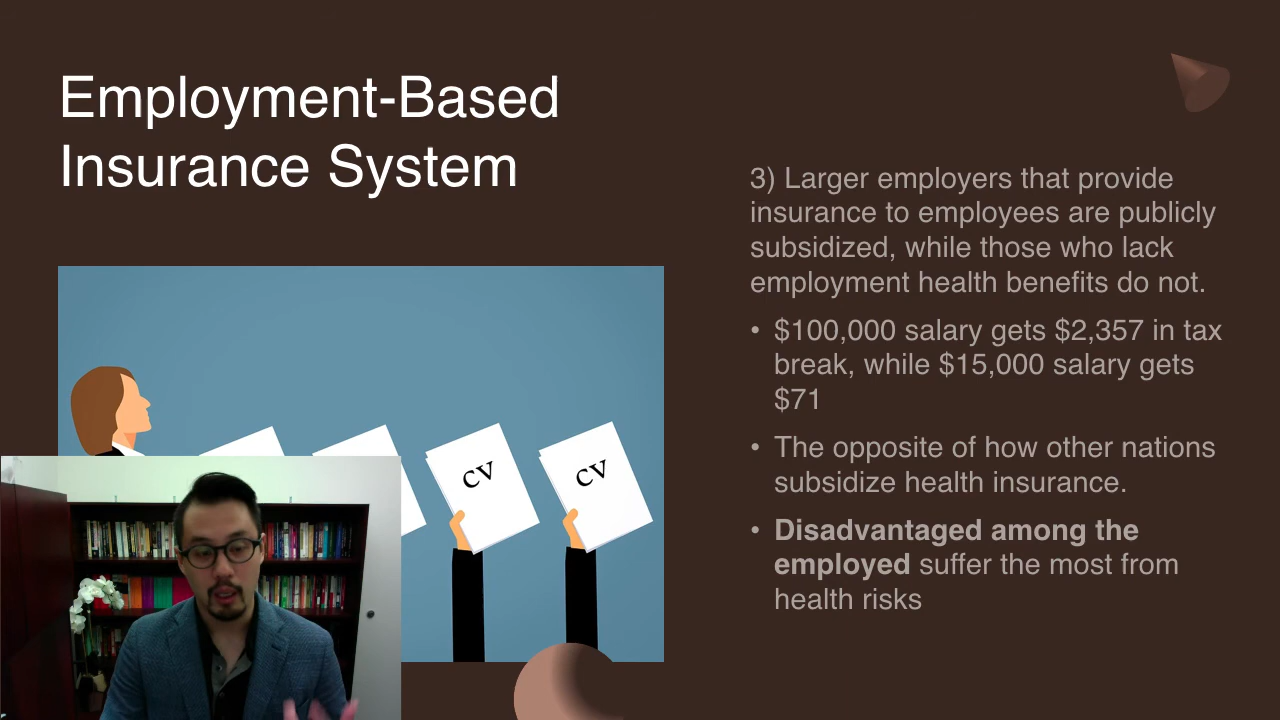 Employment-Based
Insurance System
3) Larger employers that provide
insurance to employees are publicly
subsidized, while those who lack
employment health benefits do not.
• $100,000 salary gets $2,357 in tax
break, while $15,000 salary gets
$71
• The opposite of how other nations
subsidize health insurance.
• Disadvantaged among the
employed suffer the most from
health risks
CV
CV